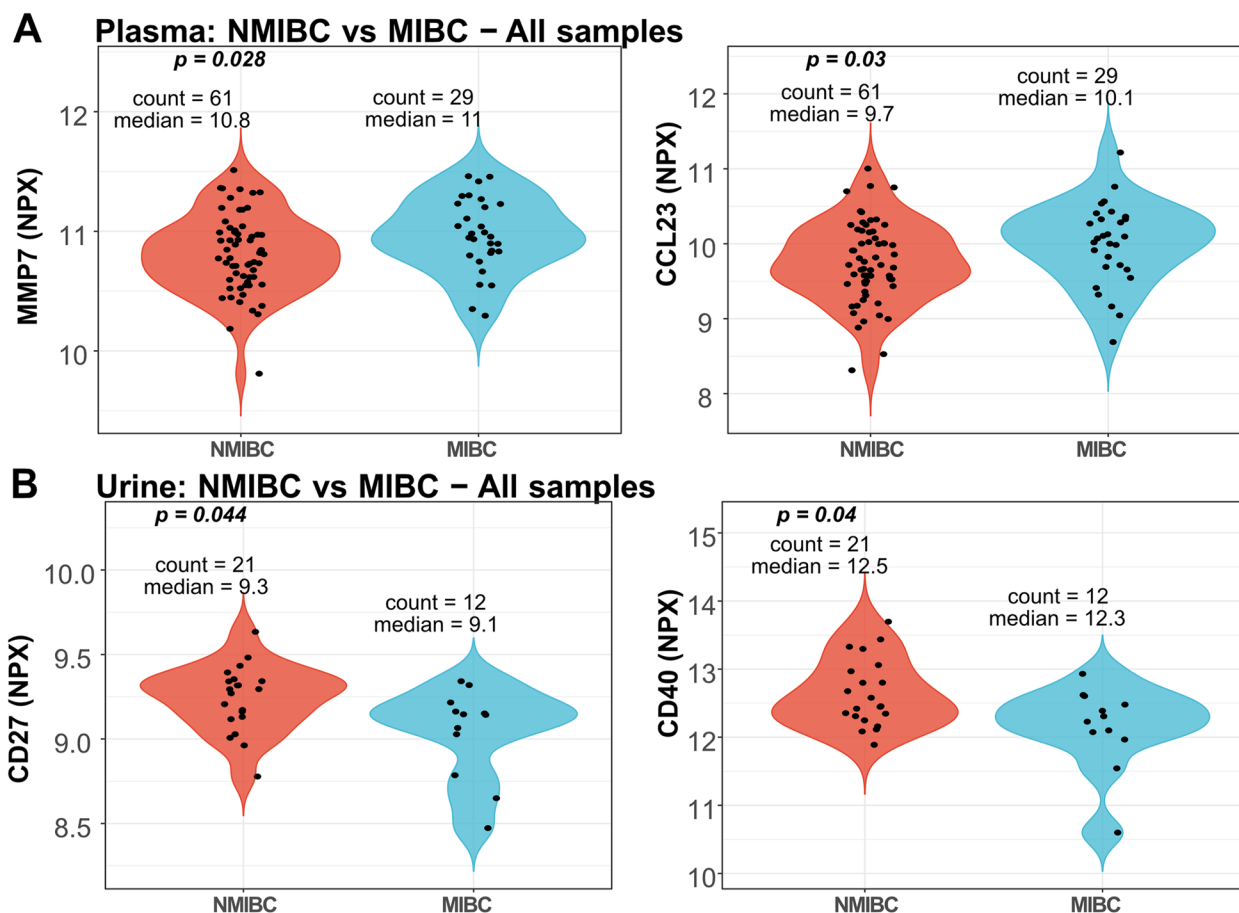 A
Plasma: NMIBC vs MIBC − All samples
p = 0.028
count = 61
median = 10.8
count = 29
median = 11
12
11
10
MMP7 (NPX)
NMIBC
MIBC
p = 0.03
count = 61
median = 9.7
count = 29
median = 10.1
12
11
10
9
8
CCL23 (NPX)
NMIBC
MIBC
B
Urine: NMIBC vs MIBC − All samples
p = 0.044
count = 21
median = 9.3
count = 12
median = 9.1
10.0
9.5
9.0
8.5
CD27 (NPX)
NMIBC
MIBC
p = 0.04
count = 21
median = 12.5
count = 12
median = 12.3
15
14
13
12
11
10
CD40 (NPX)
NMIBC
MIBC